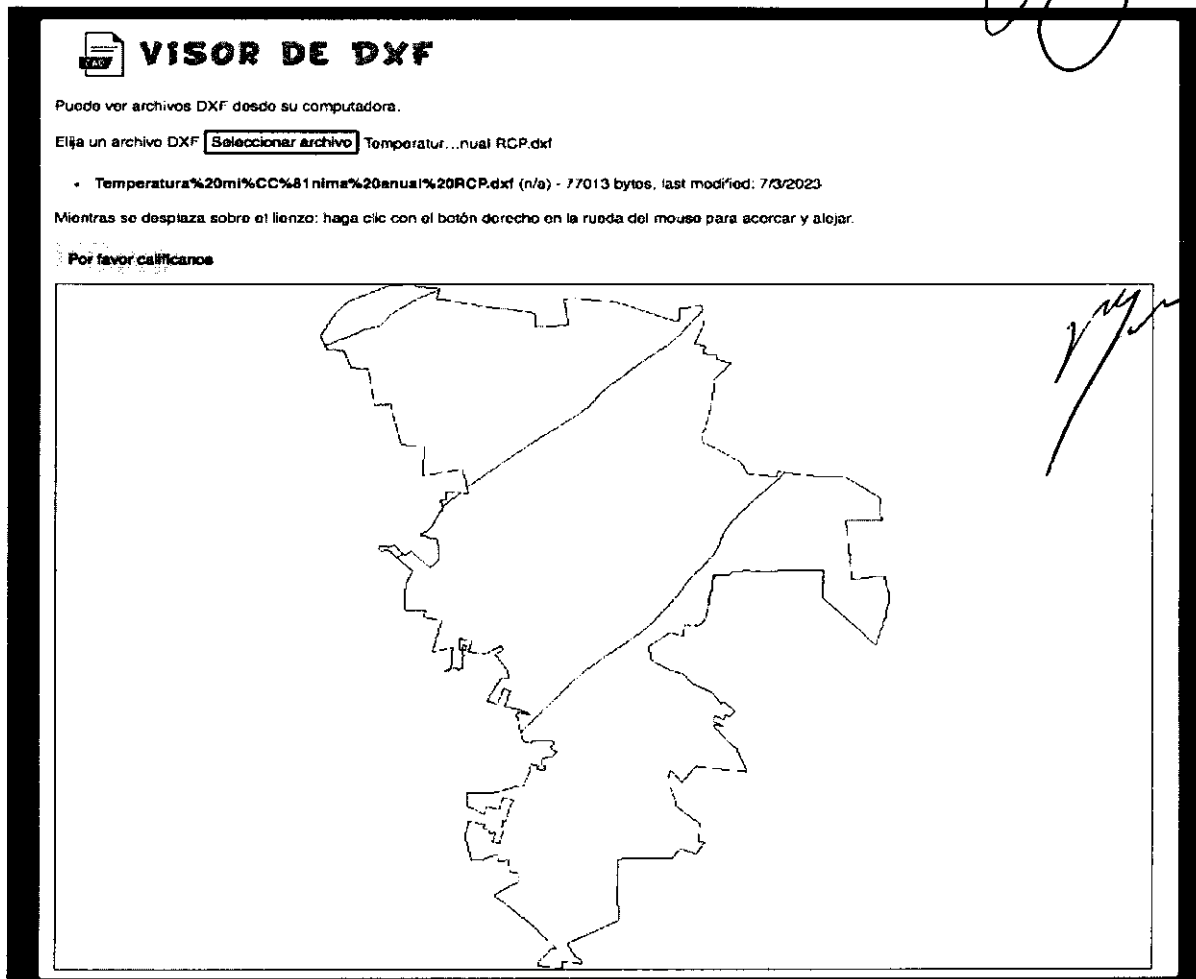 CAD
VISOR DE DXF
Puede ver archivos DXF desde su computadora.
Elija un archivo DXF Seleccionar archivo Temperatur...nual RCP.dxf
• Temperatura%20mi%CC%81nima%20anual%20RCP.dxf (n/a) - 77013 bytes, last modified: 7/3/2023
Mientras se desplaza sobre el lienzo: haga clic con el botón derecho en la rueda del mouse para acercar y alejar.
Por favor califícanos